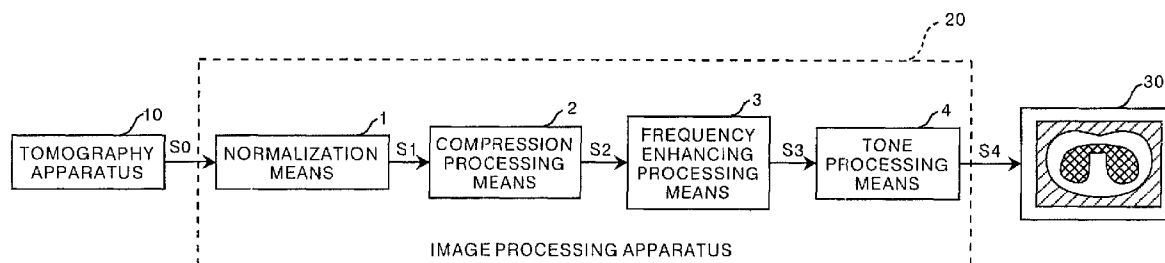 20
10
TOMOGRAPHY
APPARATUS
S0
1
NORMALIZATION
MEANS
S1
2
COMPRESSION
PROCESSING
MEANS
S2
3
FREQUENCY
ENHANCING
PROCESSING
MEANS
S3
4
TONE
PROCESSING
MEANS
S4
30
IMAGE PROCESSING APPARATUS